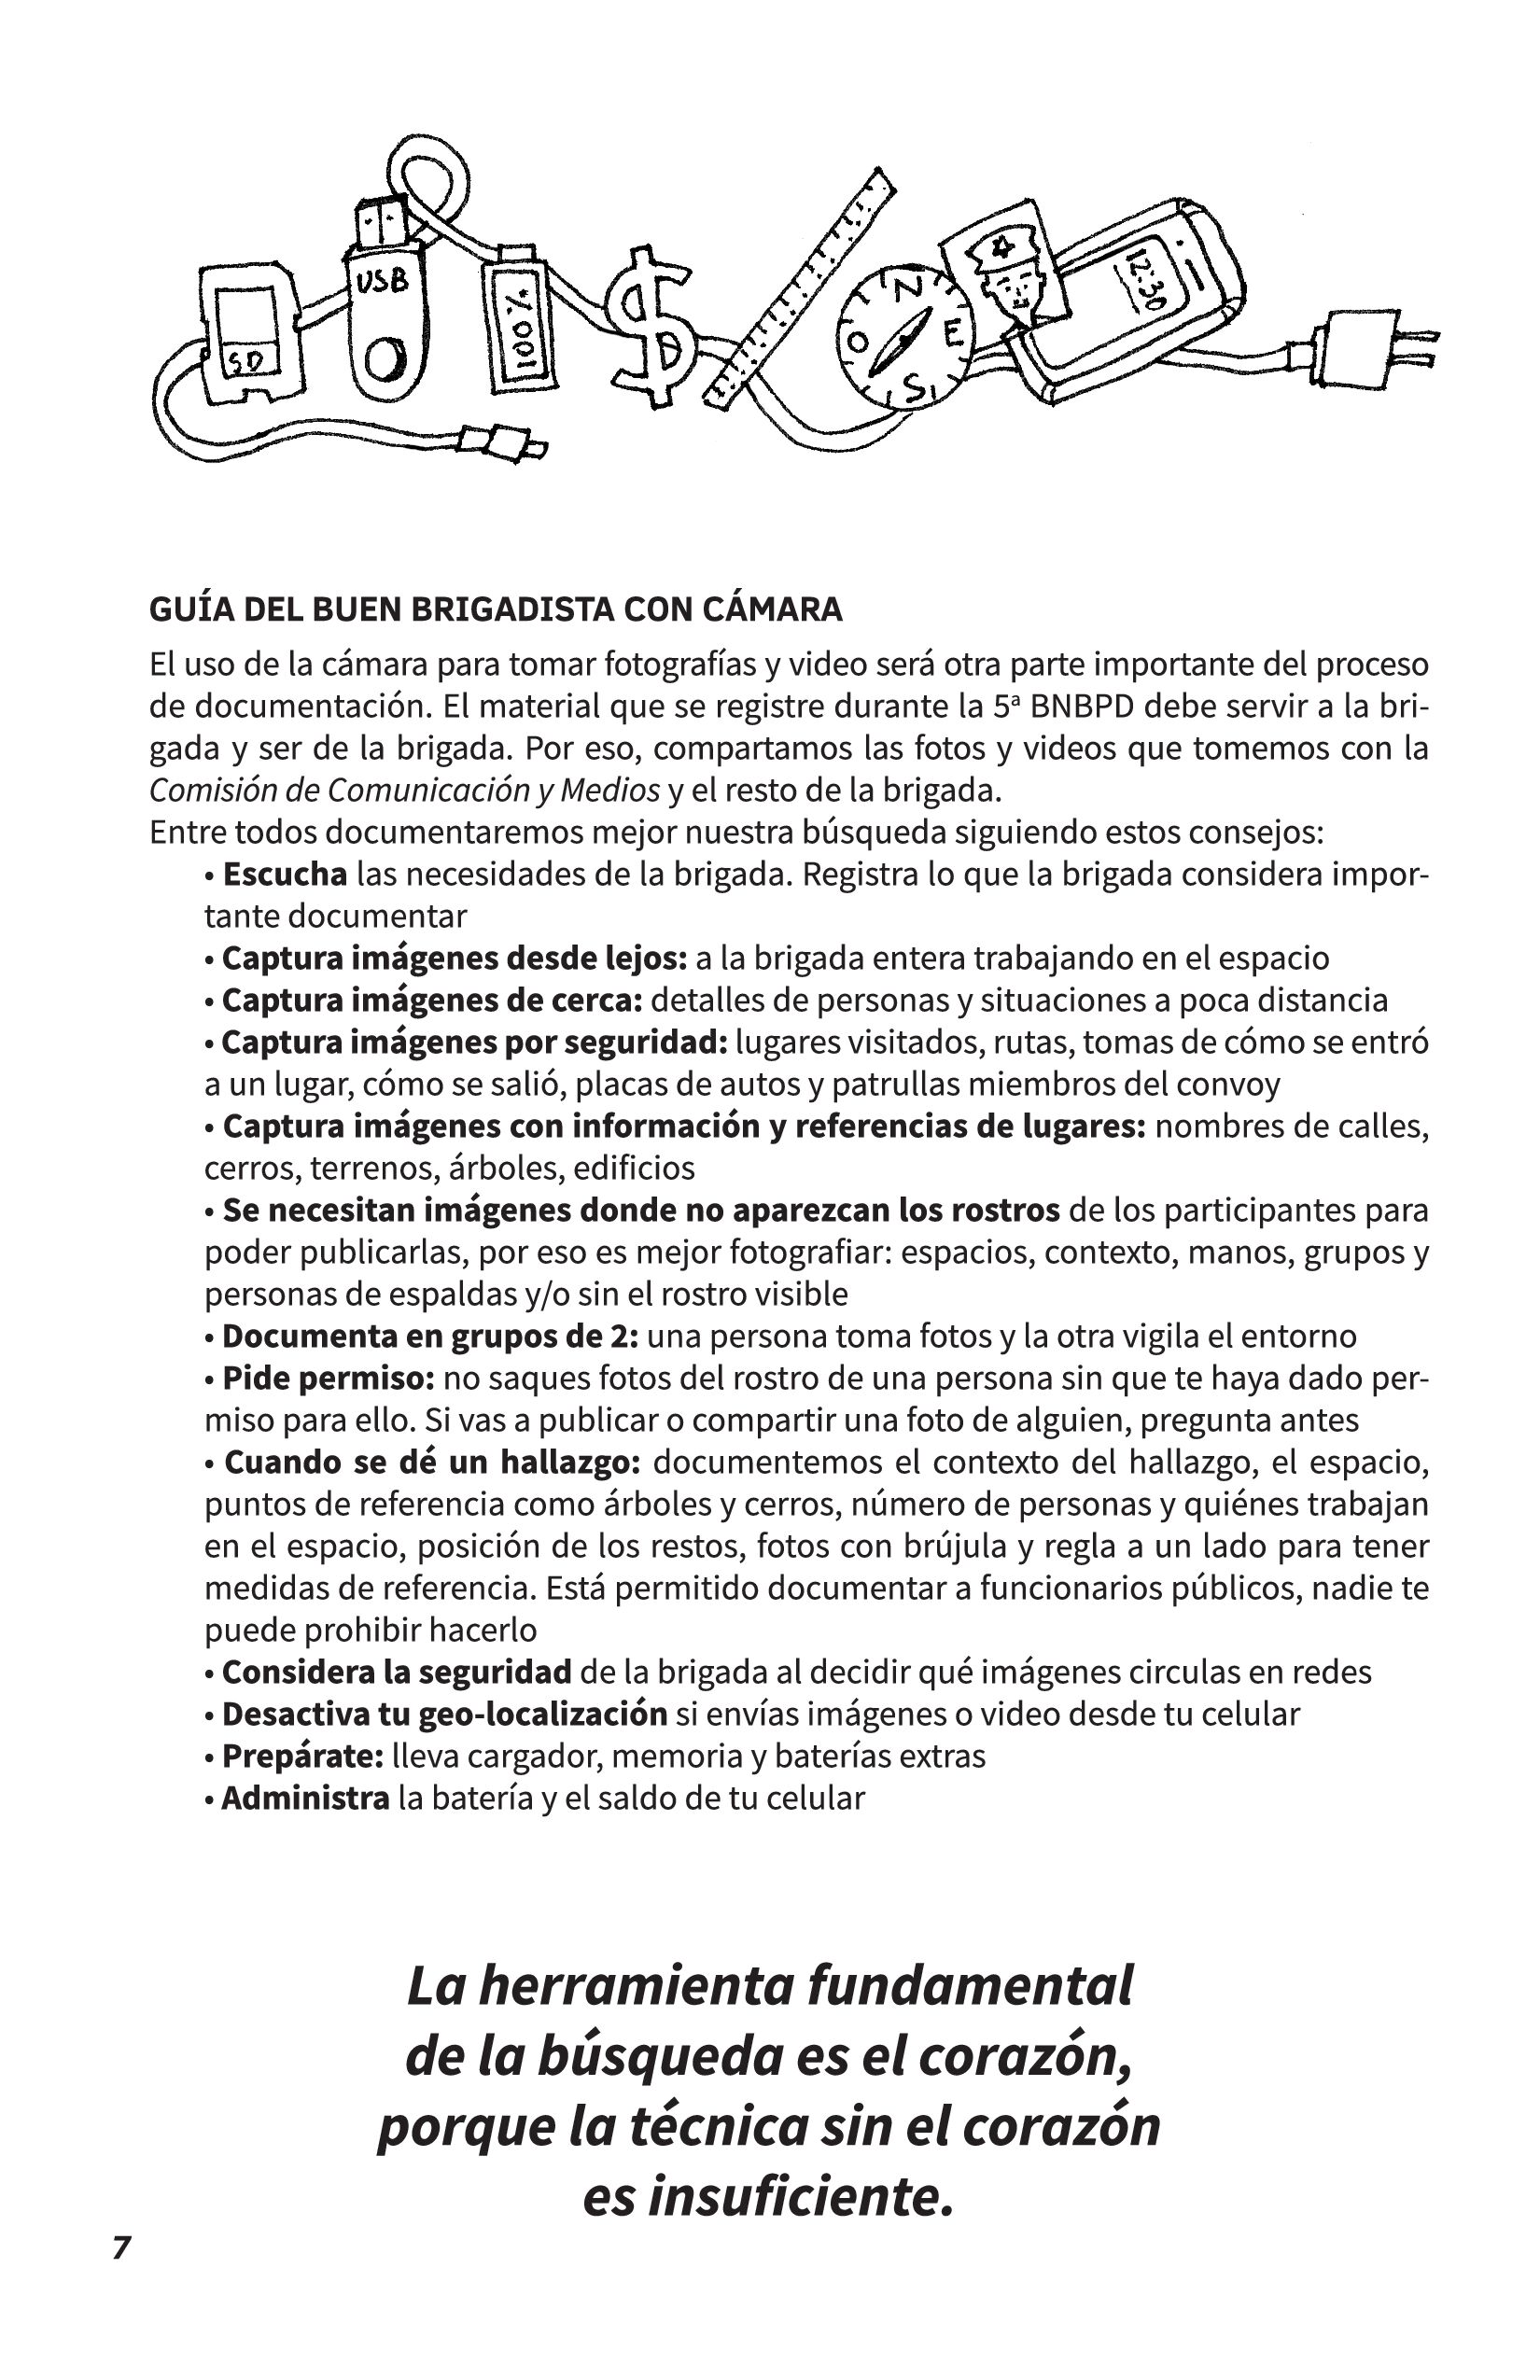 SD
USB
100%
$
N
E
S
O
12:30
GUÍA DEL BUEN BRIGADISTA CON CÁMARA
El uso de la cámara para tomar fotografías y video será otra parte importante del proceso
de documentación. El material que se registre durante la 5ª BNBPD debe servir a la bri-
gada y ser de la brigada. Por eso, compartamos las fotos y videos que tomemos con la
Comisión de Comunicación y Medios y el resto de la brigada.
Entre todos documentaremos mejor nuestra búsqueda siguiendo estos consejos:
• Escucha las necesidades de la brigada. Registra lo que la brigada considera impor-
tante documentar
• Captura imágenes desde lejos: a la brigada entera trabajando en el espacio
• Captura imágenes de cerca: detalles de personas y situaciones a poca distancia
• Captura imágenes por seguridad: lugares visitados, rutas, tomas de cómo se entró
a un lugar, cómo se salió, placas de autos y patrullas miembros del convoy
• Captura imágenes con información y referencias de lugares: nombres de calles,
cerros, terrenos, árboles, edificios
• Se necesitan imágenes donde no aparezcan los rostros de los participantes para
poder publicarlas, por eso es mejor fotografiar: espacios, contexto, manos, grupos y
personas de espaldas y/o sin el rostro visible
• Documenta en grupos de 2: una persona toma fotos y la otra vigila el entorno
• Pide permiso: no saques fotos del rostro de una persona sin que te haya dado per-
miso para ello. Si vas a publicar o compartir una foto de alguien, pregunta antes
• Cuando se dé un hallazgo: documentemos el contexto del hallazgo, el espacio,
puntos de referencia como árboles y cerros, número de personas y quiénes trabajan
en el espacio, posición de los restos, fotos con brújula y regla a un lado para tener
medidas de referencia. Está permitido documentar a funcionarios públicos, nadie te
puede prohibir hacerlo
• Considera la seguridad de la brigada al decidir qué imágenes circulas en redes
• Desactiva tu geo-localización si envías imágenes o video desde tu celular
• Prepárate: lleva cargador, memoria y baterías extras
• Administra la batería y el saldo de tu celular
La herramienta fundamental
de la búsqueda es el corazón,
porque la técnica sin el corazón
es insuficiente.
7